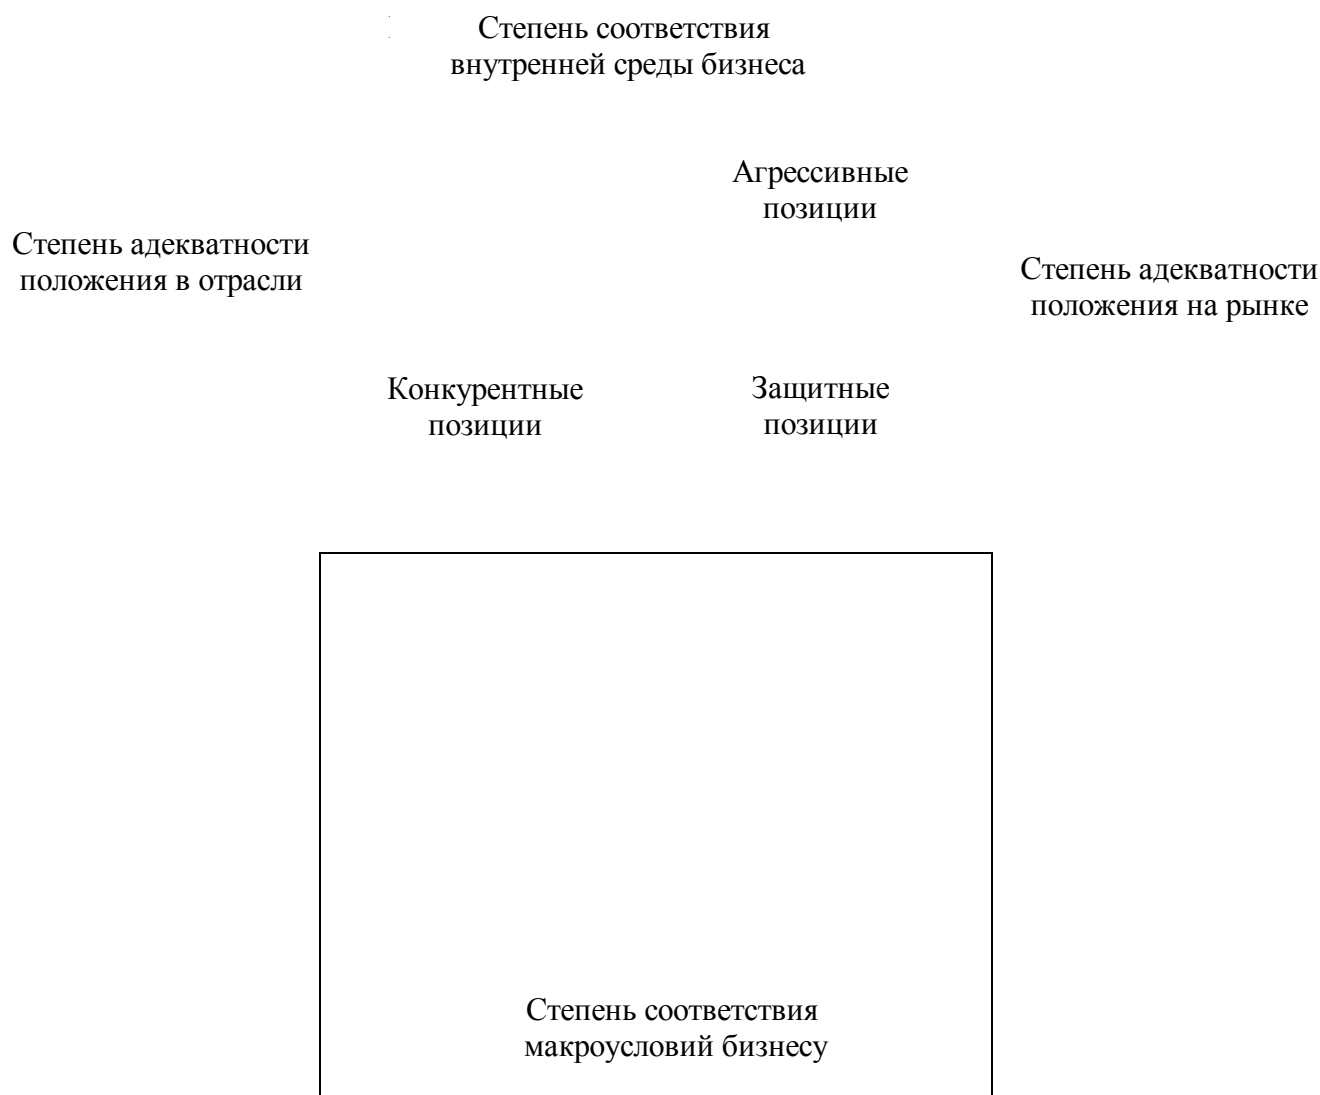 Степень соответствия
внутренней среды бизнеса
Агрессивные
позиции
Степень адекватности
положения в отрасли
Степень адекватности
положения на рынке
Конкурентные
позиции
Защитные
позиции
Степень соответствия
макроусловий бизнесу